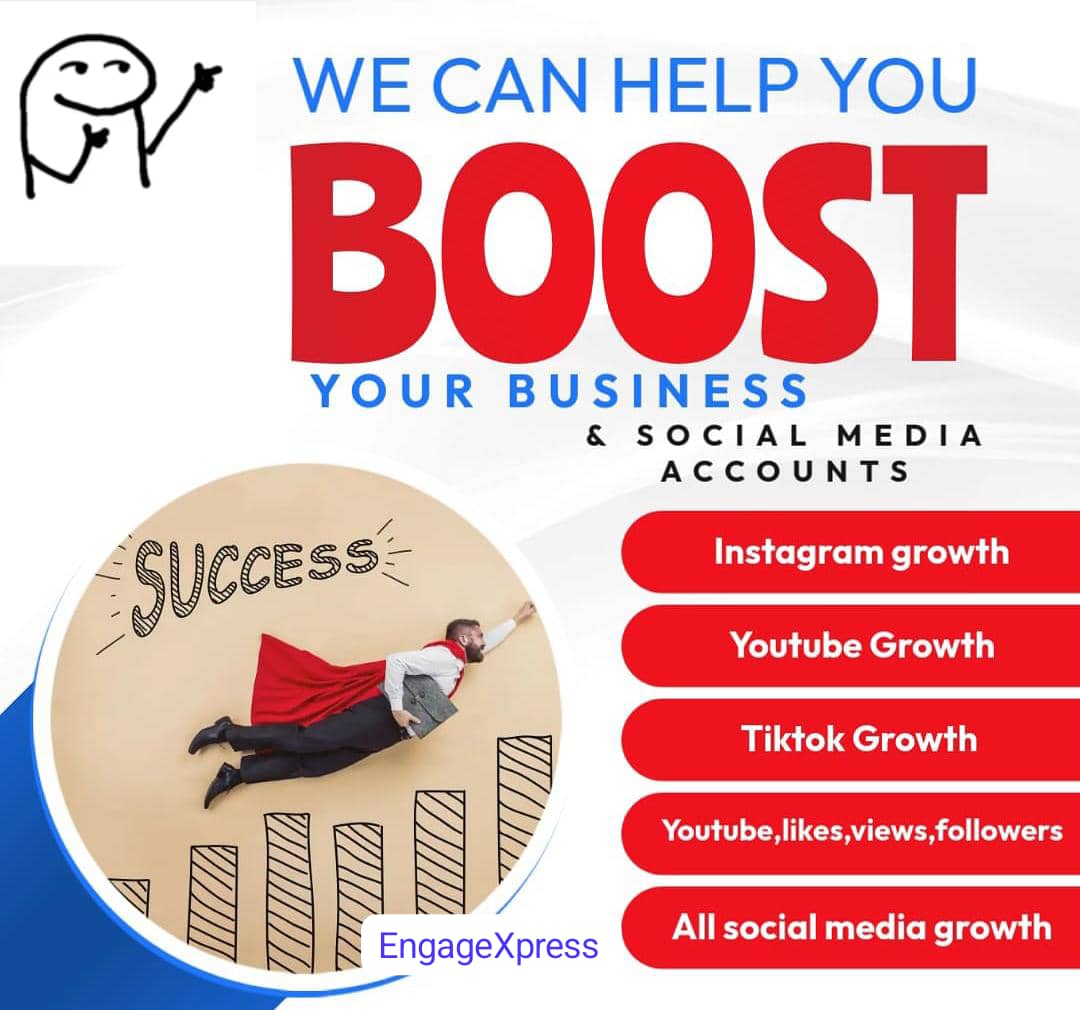 WE CAN HELP YOU
BOOST
YOUR BUSINESS
& SOCIAL MEDIA
ACCOUNTS
SUCCESS
Instagram growth
Youtube Growth
Tiktok Growth
Youtube,likes,views,followers
All social media growth
EngageXpress